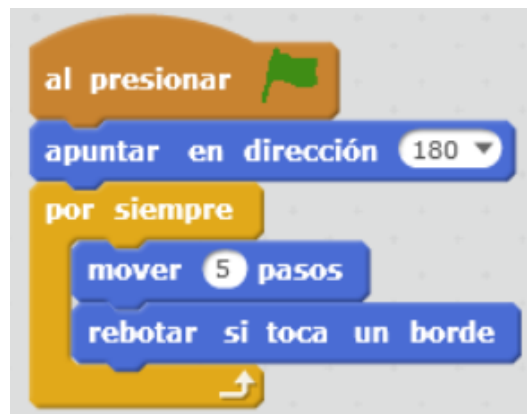 al presionar
apuntar en dirección 180
por siempre
mover 5 pasos
rebotar si toca un borde